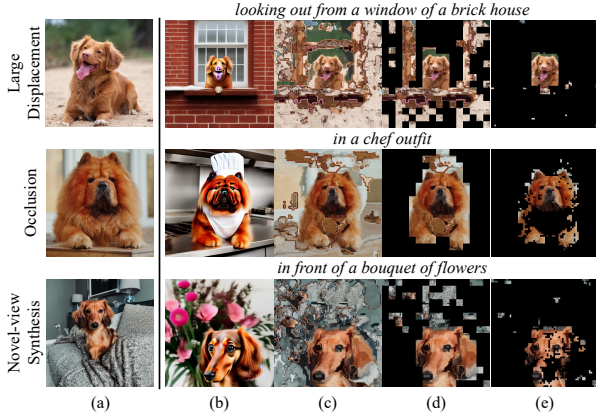 looking out from a window of a brick house
Large
Displacement
in a chef outfit
Occlusion
in front of a bouquet of flowers
Novel-view
Synthesis
(a) (b) (c) (d) (e)